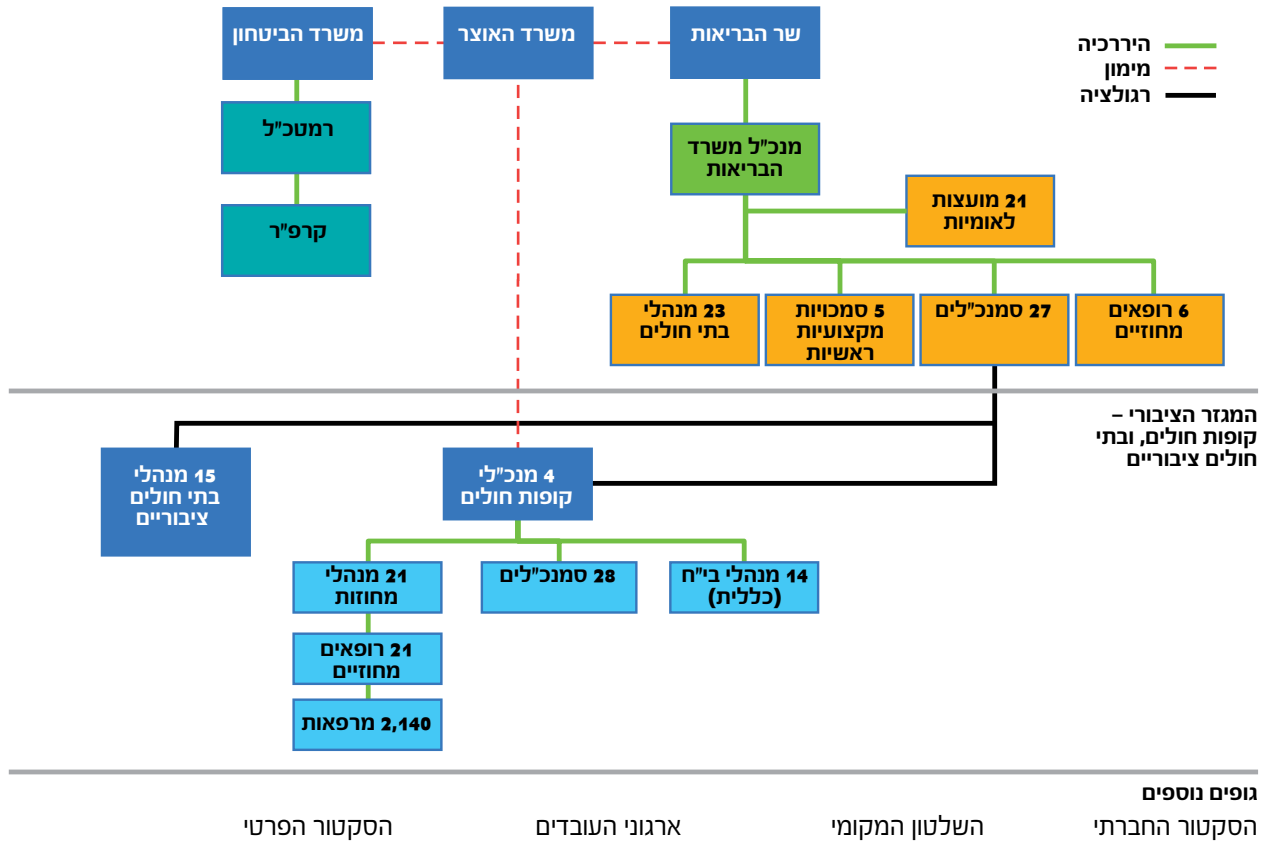 שר הבריאות
משרד האוצר
משרד הביטחון
היררכיה
מימון
רגולציה
רמטכ"ל
מנכ"ל משרד
הבריאות
21 מועצות
לאומיות
קרפ"ר
6 רופאים
מחוזיים
27 סמנכ"לים
5 סמכויות
מקצועיות
ראשיות
23 מנהלי
בתי חולים
המגזר הציבורי –
קופות חולים, ובתי
חולים ציבוריים
4 מנכ"לי
קופות חולים
15 מנהלי
בתי חולים
ציבוריים
14 מנהלי בי"ח
(כללית)
28 סמנכ"לים
21 מנהלי
מחוזות
21 רופאים
מחוזיים
2,140 מרפאות
גופים נוספים
הסקטור החברתי
השלטון המקומי
ארגוני העובדים
הסקטור הפרטי